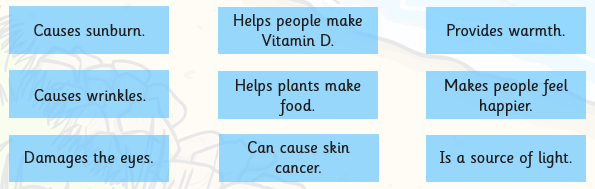 Causes sunburn.
Helps people make
Vitamin D.
Provides warmth.
Causes wrinkles.
Helps plants make
food.
Makes people feel
happier.
Damages the eyes.
Can cause skin
cancer.
Is a source of light.